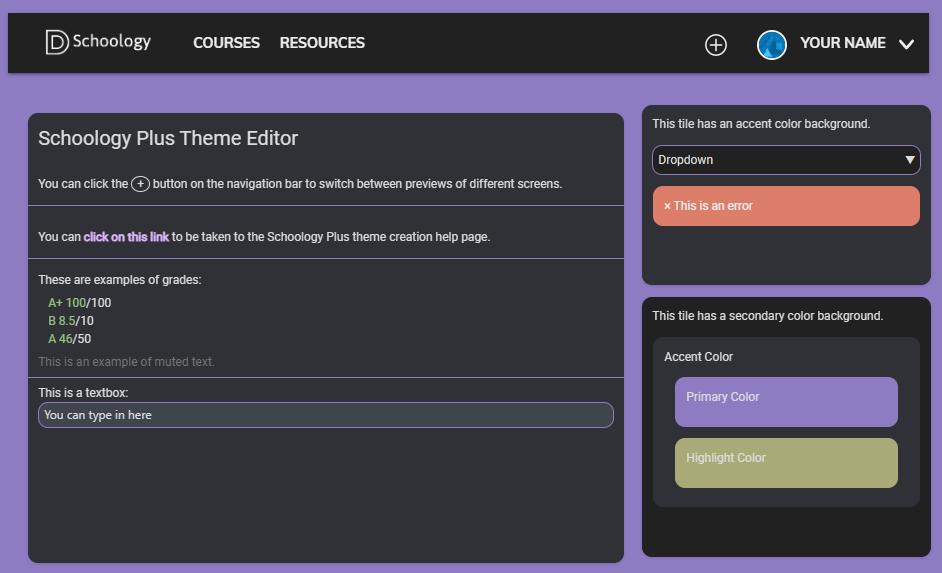 Schoology
COURSES
RESOURCES
YOUR NAME
Schoology Plus Theme Editor
You can click the + button on the navigation bar to switch between previews of different screens.
You can click on this link to be taken to the Schoology Plus theme creation help page.
These are examples of grades:
A+ 100/100
B 8.5/10
A 46/50
This is an example of muted text.
This is a textbox:
You can type in here
This tile has an accent color background.
Dropdown
× This is an error
This tile has a secondary color background.
Accent Color
Primary Color
Highlight Color